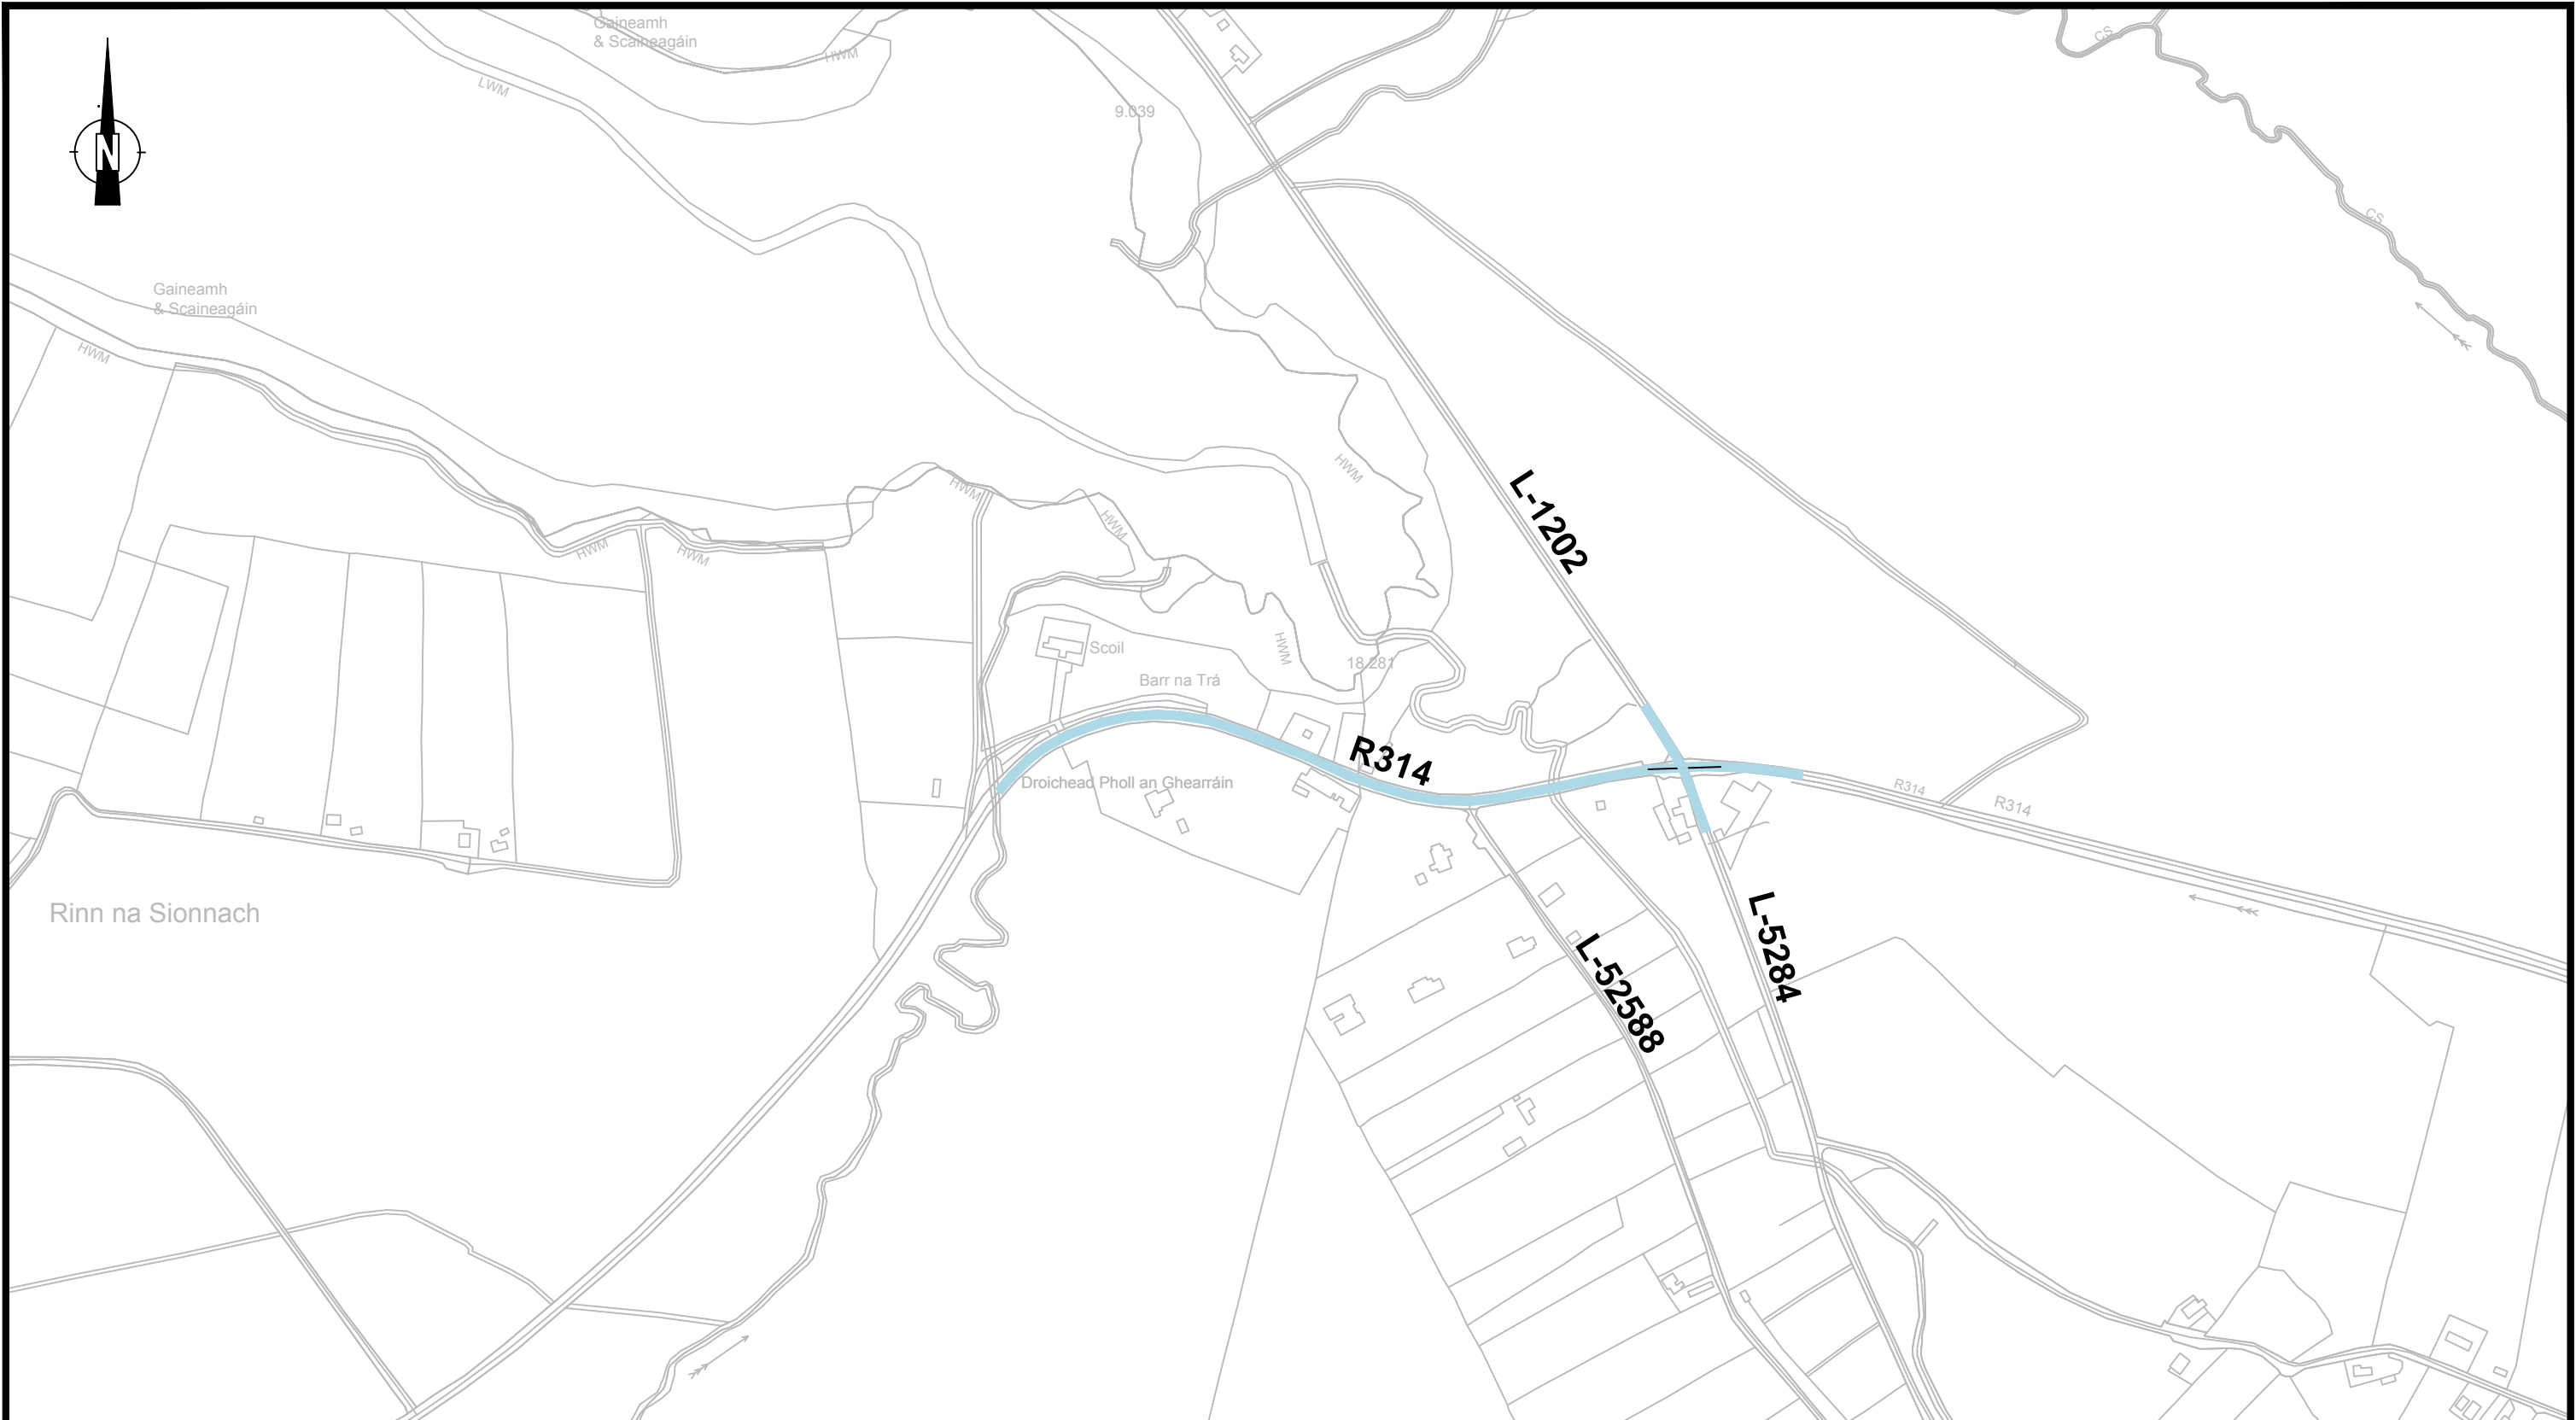 Gaineamh
& Scaineagáin
HWM
LWM
CS
N
9.039
CS
Gaineamh
& Scaineagáin
HWM
HWM
L-1202
HWM
HWM
HWM
HWM
HWM
Scoil
18.281
Barr na Trá
R314
Droichead Pholl an Ghearráin
R314
R314
Rinn na Sionnach
L-5284
L-52588